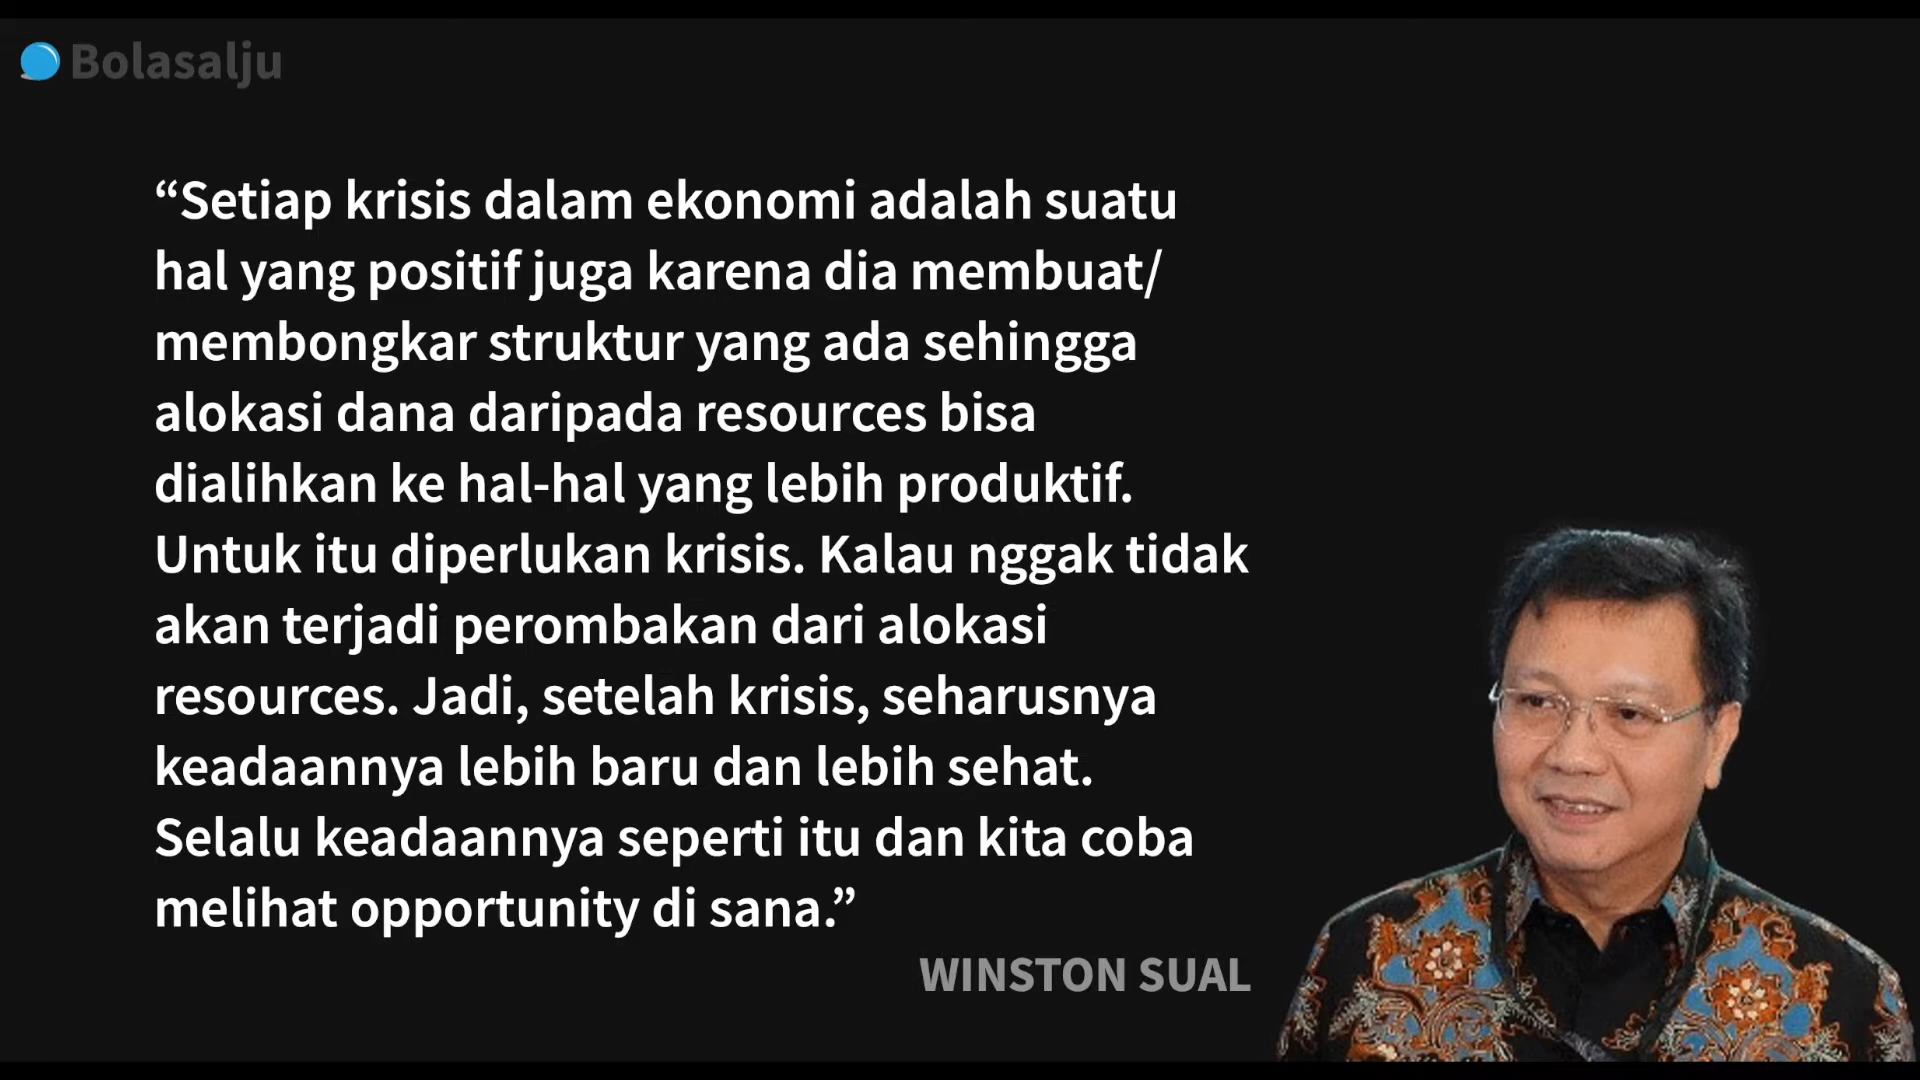 Bolasalju
“Setiap krisis dalam ekonomi adalah suatu
hal yang positif juga karena dia membuat/
membongkar struktur yang ada sehingga
alokasi dana daripada resources bisa
dialihkan ke hal-hal yang lebih produktif.
Untuk itu diperlukan krisis. Kalau nggak tidak
akan terjadi perombakan dari alokasi
resources. Jadi, setelah krisis, seharusnya
keadaannya lebih baru dan lebih sehat.
Selalu keadaannya seperti itu dan kita coba
melihat opportunity di sana.”
WINSTON SUAL